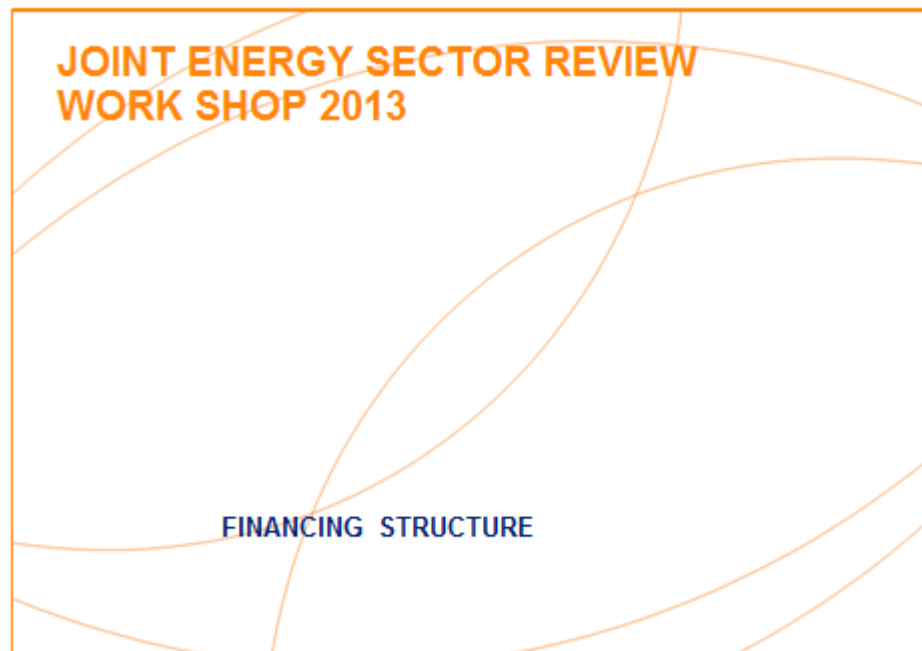 JOINT ENERGY SECTOR REVIEW
WORK SHOP 2013
FINANCING STRUCTURE